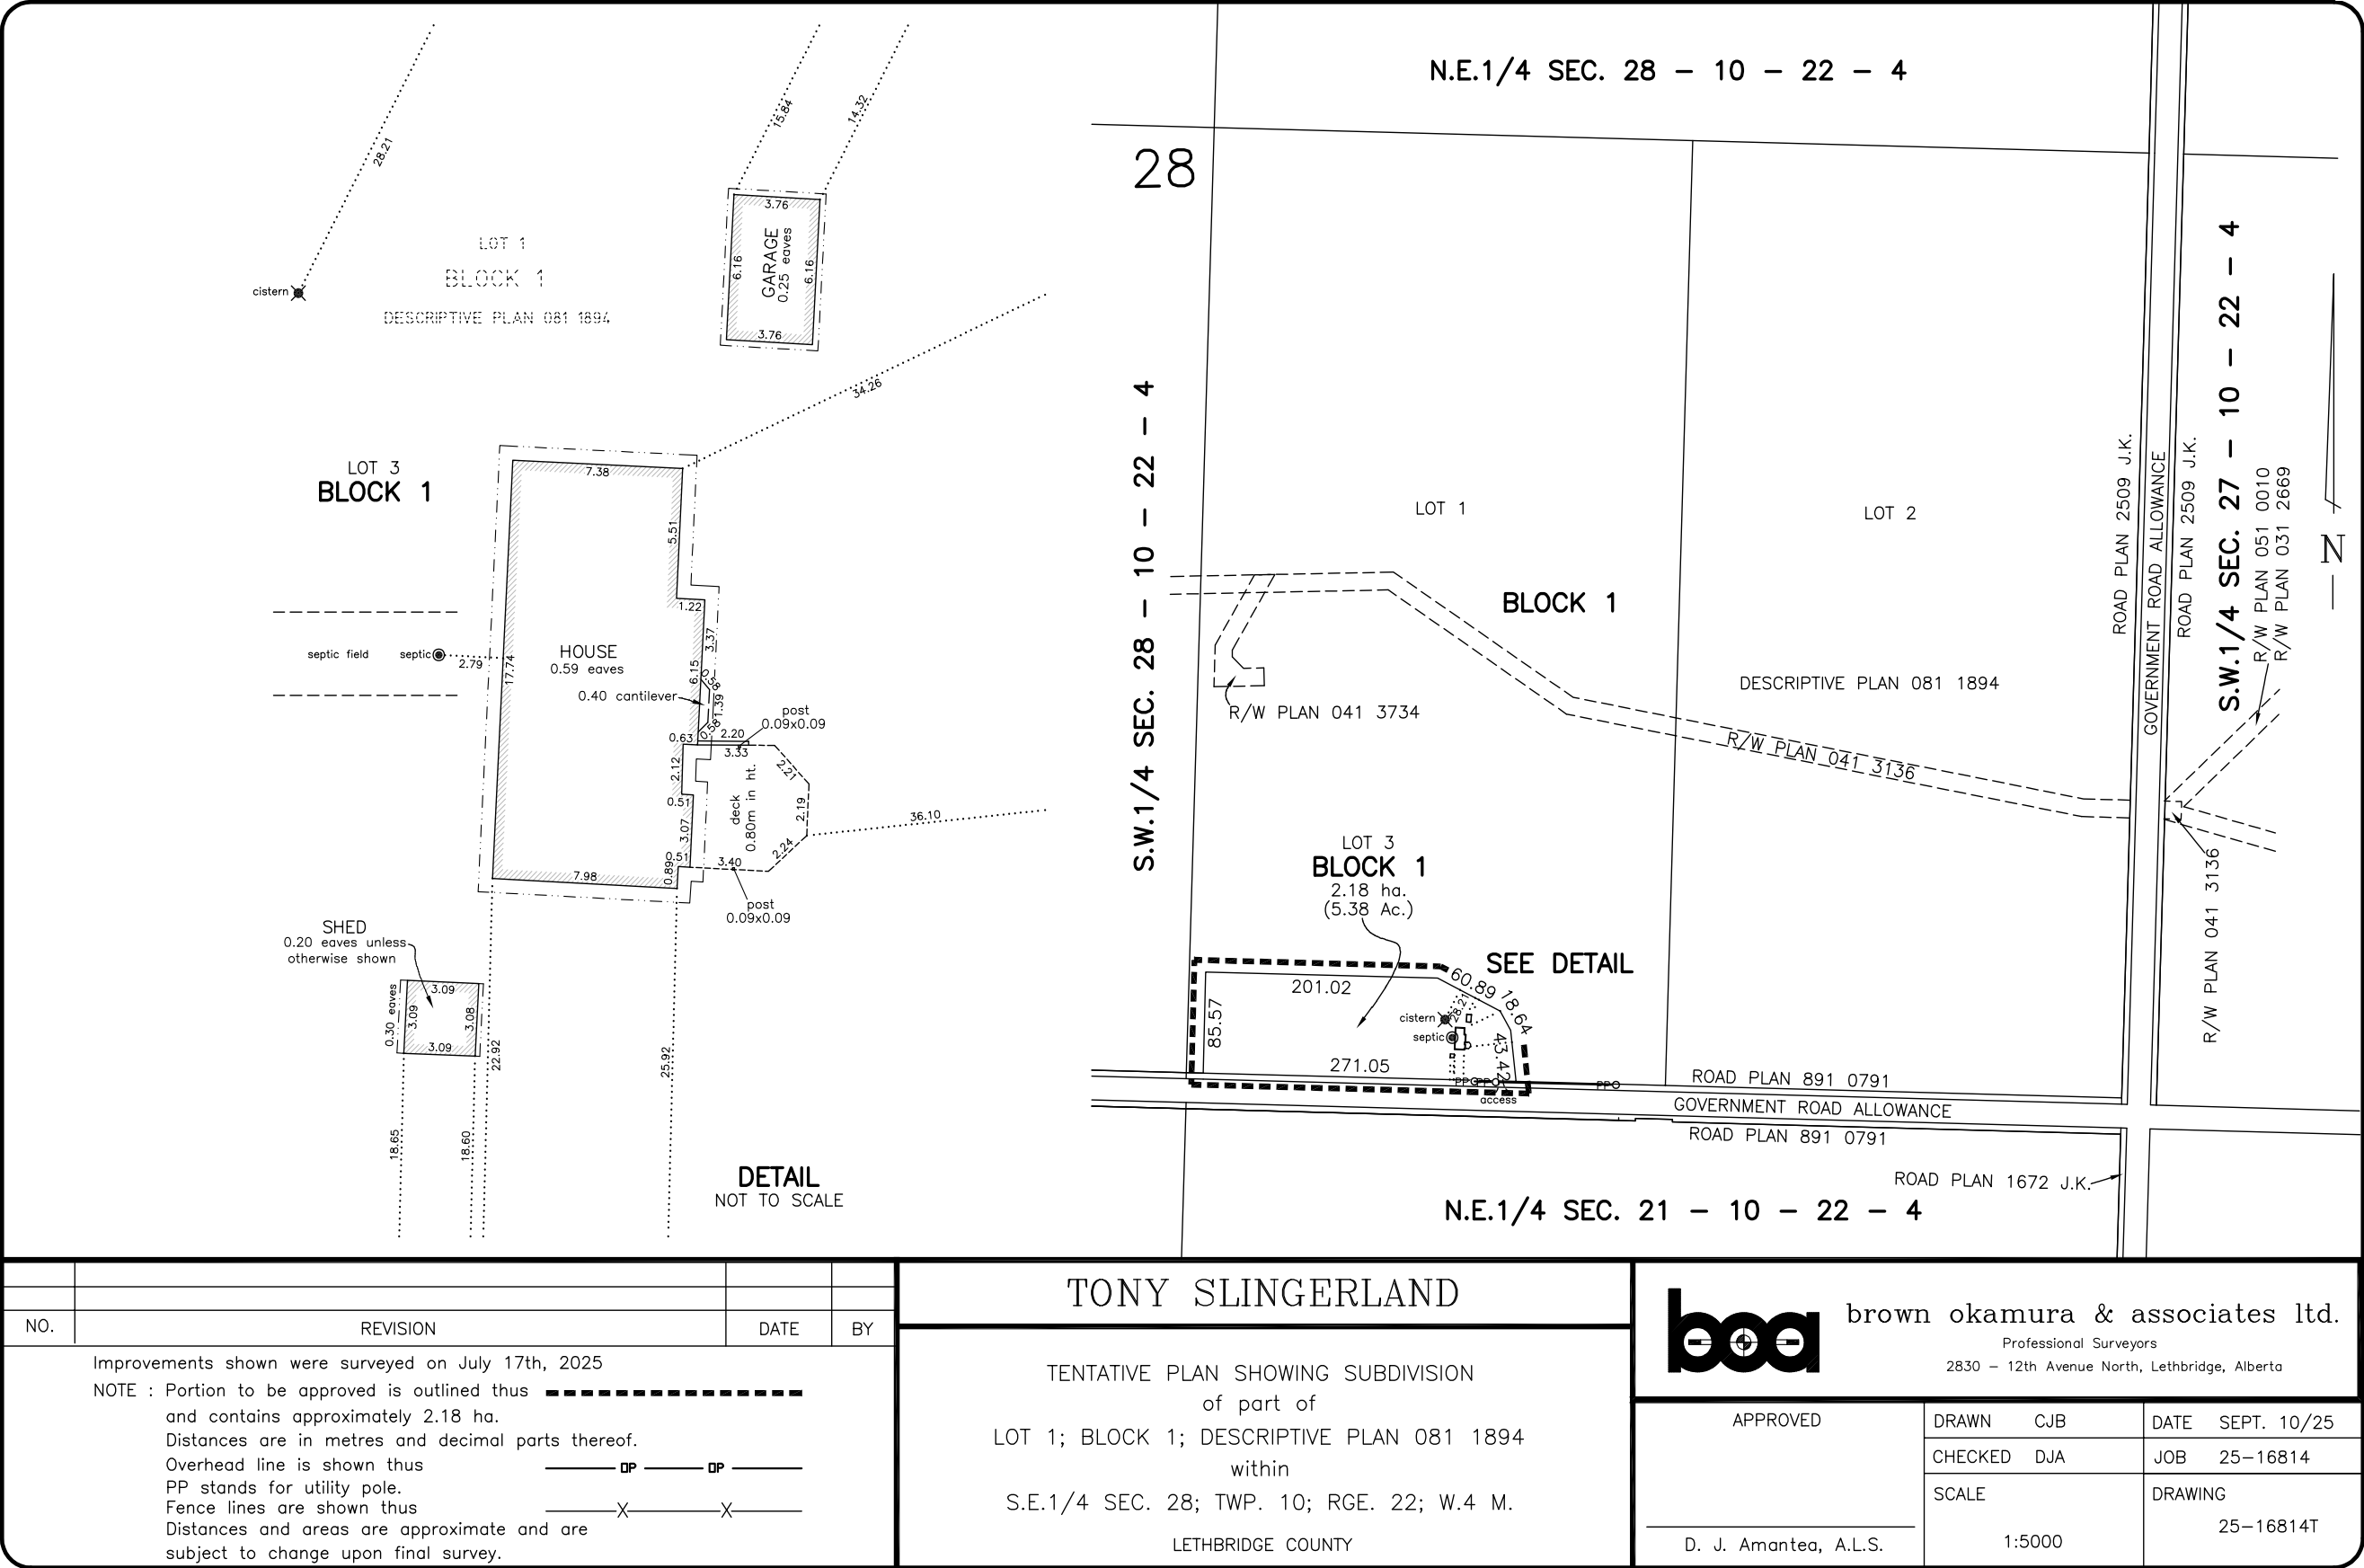 28.21
15.84
14.32
LOT 1
BLOCK 1
DESCRIPTIVE PLAN 081 1894
cistern
3.76
6.16
GARAGE
0.25 eaves
6.16
3.76
34.26
LOT 3
BLOCK 1
7.38
5.51
1.22
3.37
septic field
septic
2.79
17.74
HOUSE
0.59 eaves
6.15
0.58
0.40 cantilever
1.39
0.58
post
0.09x0.09
0.63
2.20
3.33
2.12
2.21
0.51
deck
0.80m in ht.
2.19
36.10
3.07
0.51
3.40
2.24
0.89
7.98
post
0.09x0.09
SHED
0.20 eaves unless
otherwise shown
0.30 eaves
3.09
3.09
3.08
3.09
22.92
25.92
18.65
18.60
DETAIL
NOT TO SCALE
N.E.1/4 SEC. 28 - 10 - 22 - 4
28
S.W.1/4 SEC. 28 - 10 - 22 - 4
LOT 1
LOT 2
BLOCK 1
DESCRIPTIVE PLAN 081 1894
R/W PLAN 041 3734
R/W PLAN 041 3136
ROAD PLAN 2509 J.K.
GOVERNMENT ROAD ALLOWANCE
ROAD PLAN 2509 J.K.
S.W.1/4 SEC. 27 - 10 - 22 - 4
R/W PLAN 051 0010
R/W PLAN 031 2669
N
R/W PLAN 041 3136
LOT 3
BLOCK 1
2.18 ha.
(5.38 Ac.)
SEE DETAIL
201.02
60.89
18.64
85.57
28.21
cistern
septic
43.42
271.05
PP
PP
PP
access
ROAD PLAN 891 0791
GOVERNMENT ROAD ALLOWANCE
ROAD PLAN 891 0791
ROAD PLAN 1672 J.K.
N.E.1/4 SEC. 21 - 10 - 22 - 4
NO. REVISION DATE BY
Improvements shown were surveyed on July 17th, 2025
NOTE : Portion to be approved is outlined thus
and contains approximately 2.18 ha.
Distances are in metres and decimal parts thereof.
Overhead line is shown thus OP OP
PP stands for utility pole.
Fence lines are shown thus X X
Distances and areas are approximate and are
subject to change upon final survey.
TONY SLINGERLAND
TENTATIVE PLAN SHOWING SUBDIVISION
of part of
LOT 1; BLOCK 1; DESCRIPTIVE PLAN 081 1894
within
S.E.1/4 SEC. 28; TWP. 10; RGE. 22; W.4 M.
LETHBRIDGE COUNTY
boa
brown okamura & associates ltd.
Professional Surveyors
2830 - 12th Avenue North, Lethbridge, Alberta
APPROVED
D. J. Amantea, A.L.S.
DRAWN CJB
CHECKED DJA
SCALE
1:5000
DATE SEPT. 10/25
JOB 25-16814
DRAWING
25-16814T